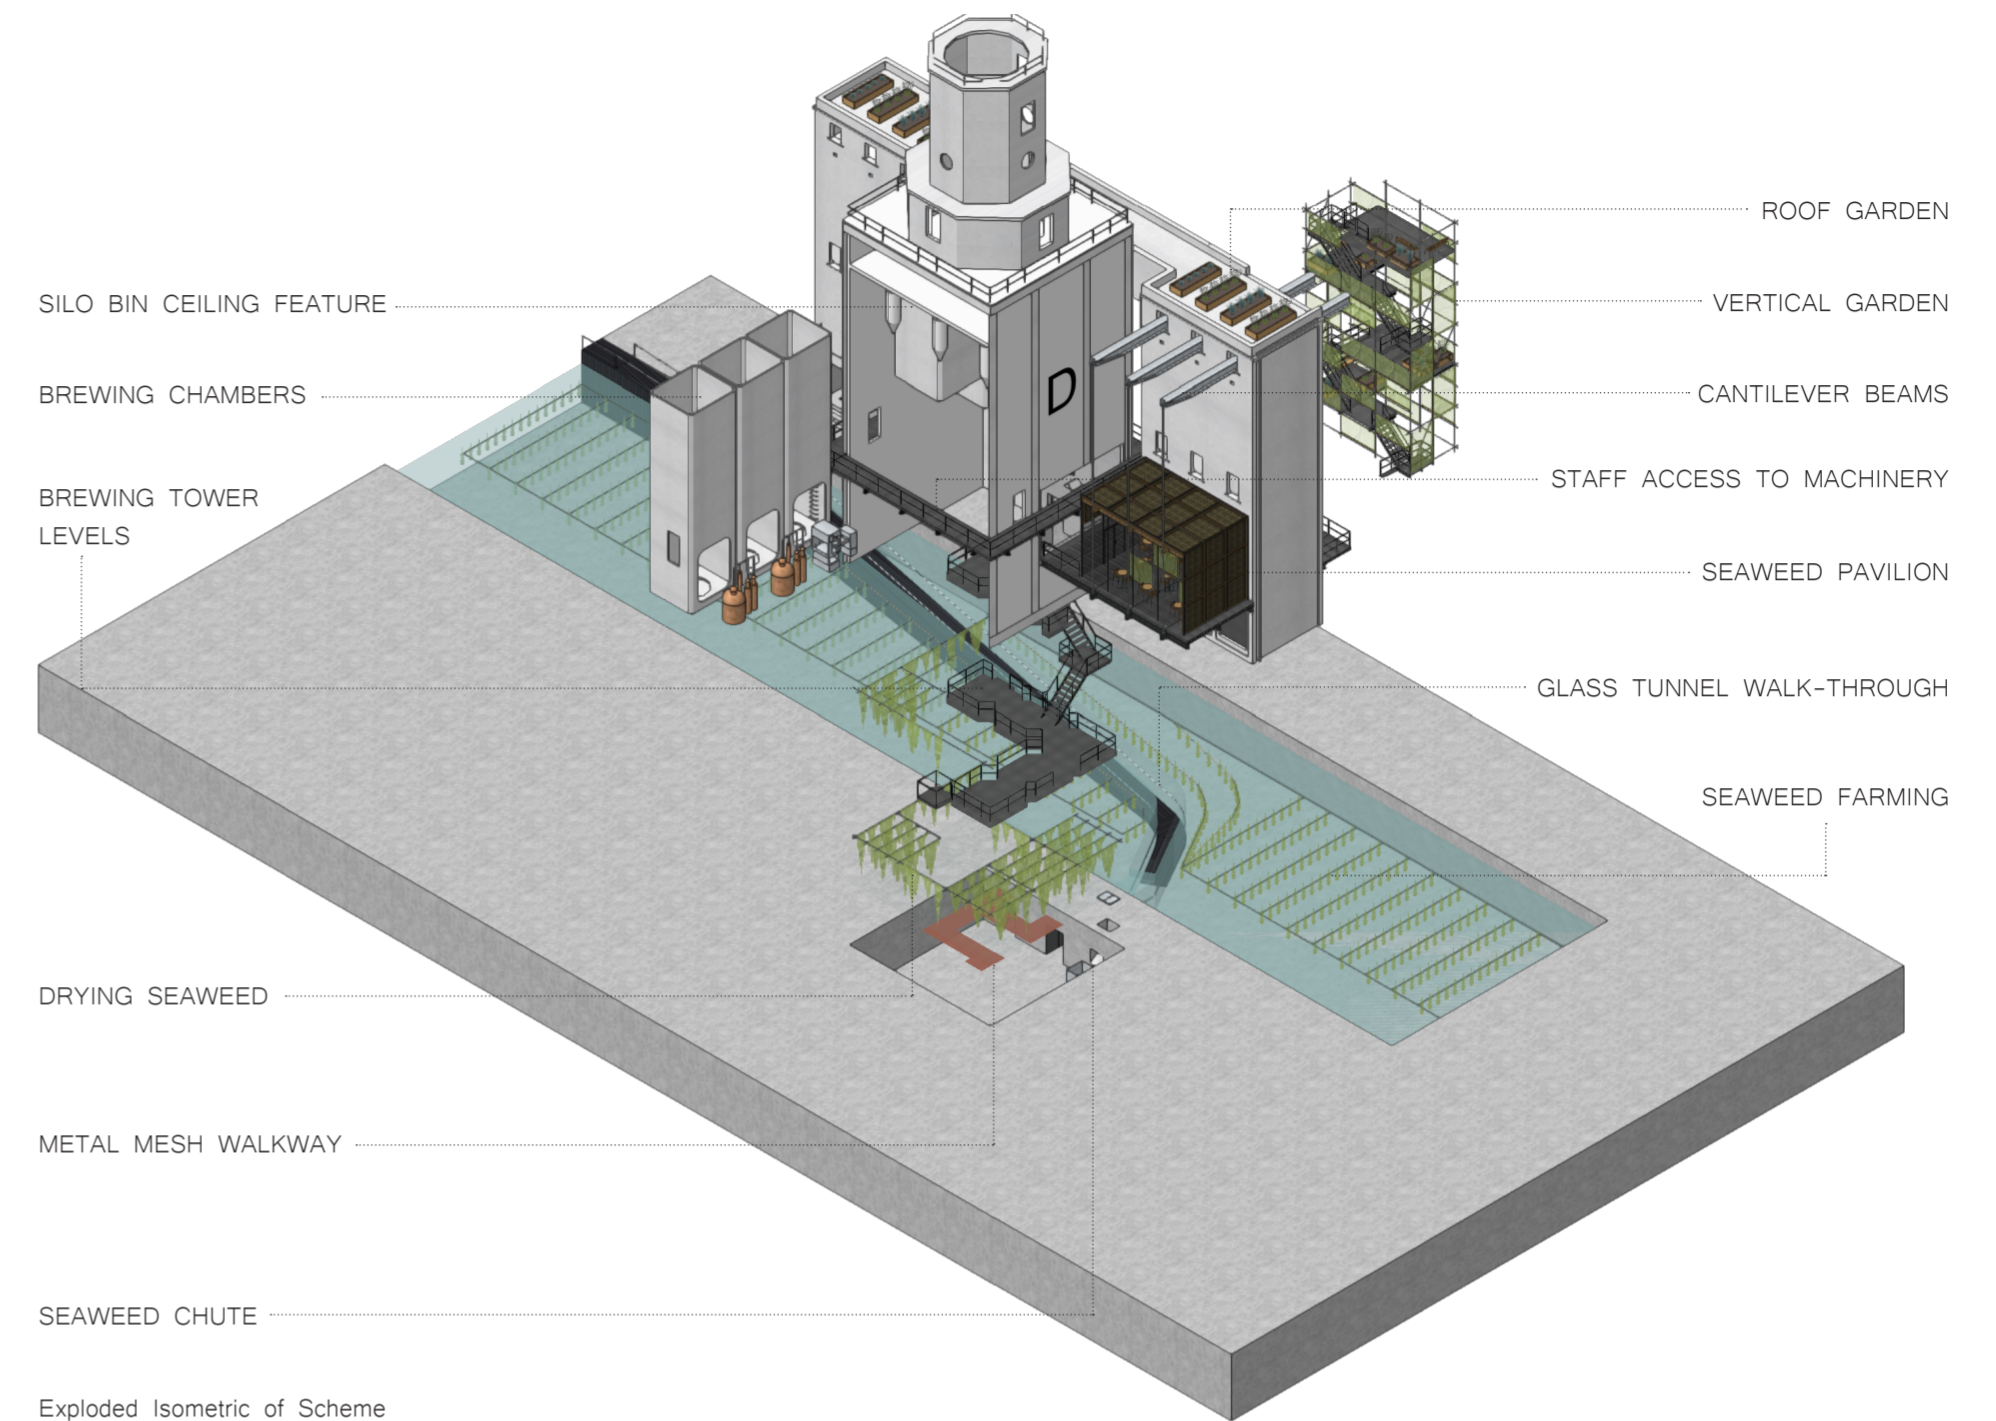 ROOF GARDEN
SILO BIN CEILING FEATURE
VERTICAL GARDEN
BREWING CHAMBERS
D
CANTILEVER BEAMS
BREWING TOWER
LEVELS
STAFF ACCESS TO MACHINERY
SEAWEED PAVILION
GLASS TUNNEL WALK-THROUGH
SEAWEED FARMING
DRYING SEAWEED
METAL MESH WALKWAY
SEAWEED CHUTE
Exploded Isometric of Scheme